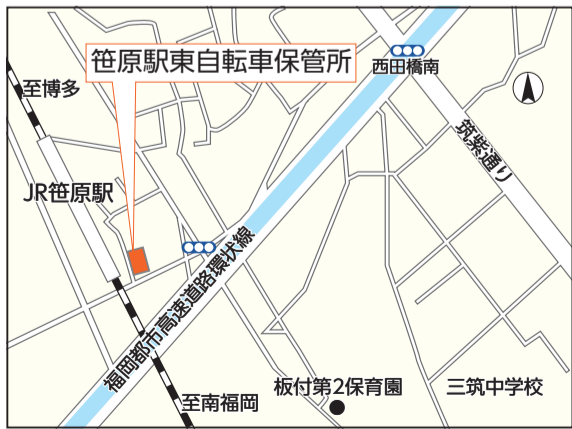 笹原駅東自転車保管所
西田橋南
至博多
筑紫通り
JR笹原駅
福岡都市高速道路環状線
至南福岡
板付第2保育園
三筑中学校